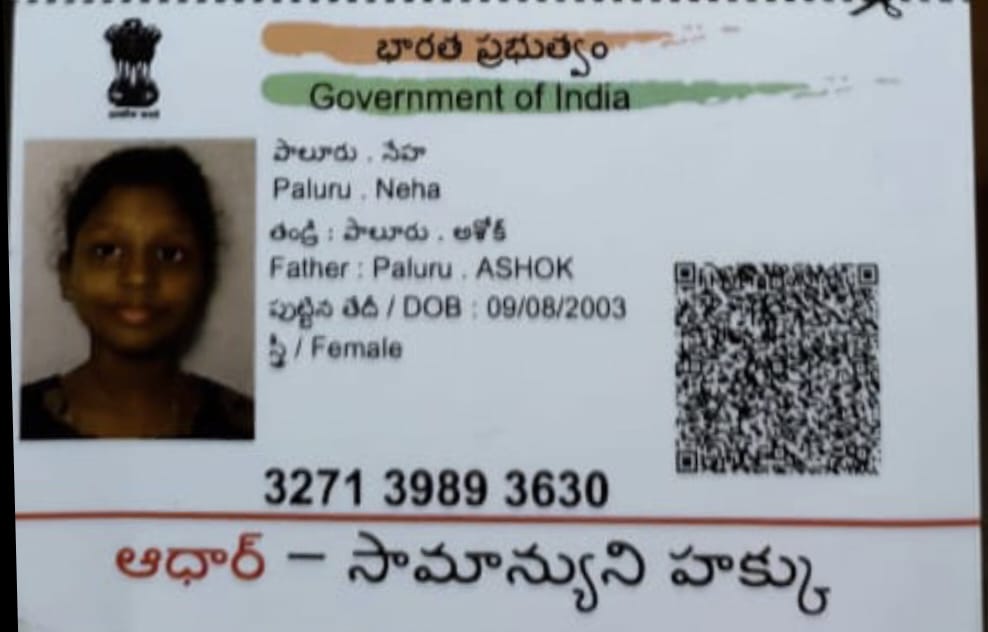 భారత ప్రభుత్వం
Government of India
పాలూరు . నేహ
Paluru . Neha
తండ్రి : పాలూరు . అశోక్
Father : Paluru . ASHOK
పుట్టిన తేదీ / DOB : 09/08/2003
స్త్రీ / Female
3271 3989 3630
ఆధార్ – సామాన్యుని హక్కు